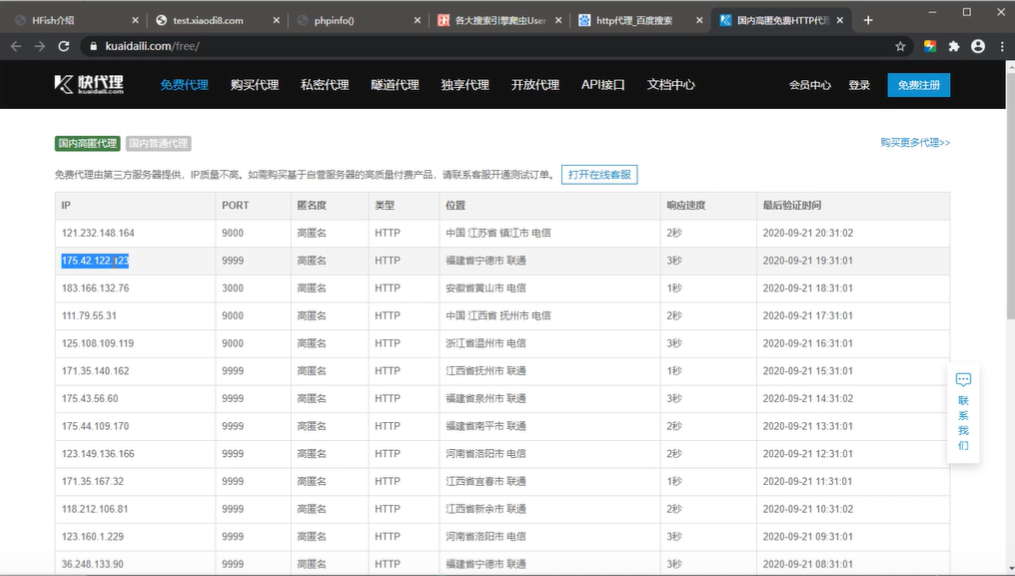 HFish介绍 test.xiaodi8.com phpinfo() 各大搜索引擎爬虫User http代理_百度搜索 国内高匿免费HTTP代理
kuaidaili.com/free/
快代理 kuaidaili.com 免费代理 购买代理 私密代理 隧道代理 独享代理 开放代理 API接口 文档中心 会员中心 登录 免费注册
国内高匿代理 国内普通代理 购买更多代理>>
免费代理由第三方服务器提供，IP质量不高。如需购买基于自营服务器的高质量付费产品，请联系客服开通测试订单。 打开在线客服
IP PORT 匿名度 类型 位置 响应速度 最后验证时间
121.232.148.164 9000 高匿名 HTTP 中国 江苏省 镇江市 电信 2秒 2020-09-21 20:31:02
175.42.122.123 9999 高匿名 HTTP 福建省宁德市 联通 3秒 2020-09-21 19:31:01
183.166.132.76 3000 高匿名 HTTP 安徽省黄山市 电信 1秒 2020-09-21 18:31:01
111.79.55.31 9000 高匿名 HTTP 中国 江西省 抚州市 电信 2秒 2020-09-21 17:31:01
125.108.109.119 9000 高匿名 HTTP 浙江省温州市 电信 3秒 2020-09-21 16:31:01
171.35.140.162 9999 高匿名 HTTP 江西省抚州市 联通 1秒 2020-09-21 15:31:01
175.43.56.60 9999 高匿名 HTTP 福建省泉州市 联通 3秒 2020-09-21 14:31:02
175.44.109.170 9999 高匿名 HTTP 福建省南平市 联通 2秒 2020-09-21 13:31:01
123.149.136.166 9999 高匿名 HTTP 河南省洛阳市 电信 2秒 2020-09-21 12:31:01
171.35.167.32 9999 高匿名 HTTP 江西省宜春市 联通 1秒 2020-09-21 11:31:01
118.212.106.81 9999 高匿名 HTTP 江西省新余市 联通 2秒 2020-09-21 10:31:02
123.160.1.229 9999 高匿名 HTTP 河南省洛阳市 电信 3秒 2020-09-21 09:31:01
36.248.133.90 9999 高匿名 HTTP 福建省宁德市 联通 3秒 2020-09-21 08:31:01
联
系
我
们